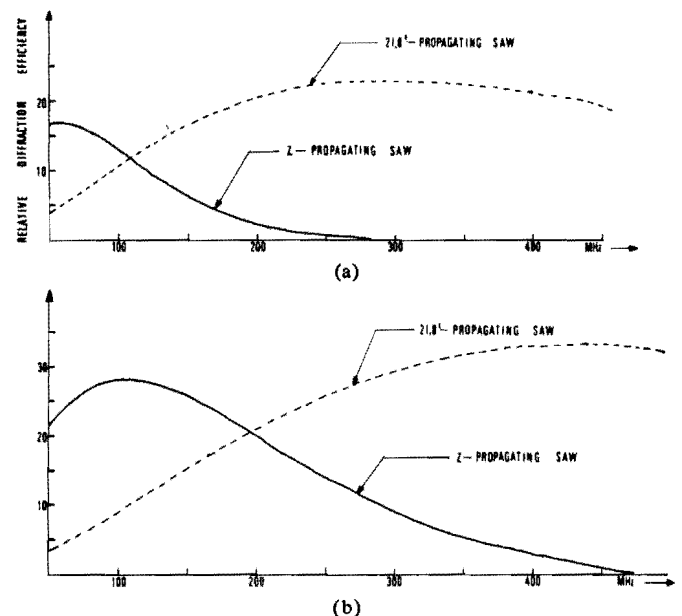 RELATIVE DIFFRACTION EFFICIENCY
21,8°- PROPAGATING SAW
20
Z- PROPAGATING SAW
10
100
200
300
400
MHz
(a)
21,8°- PROPAGATING SAW
30
20
Z- PROPAGATING SAW
10
100
200
300
400
MHz
(b)